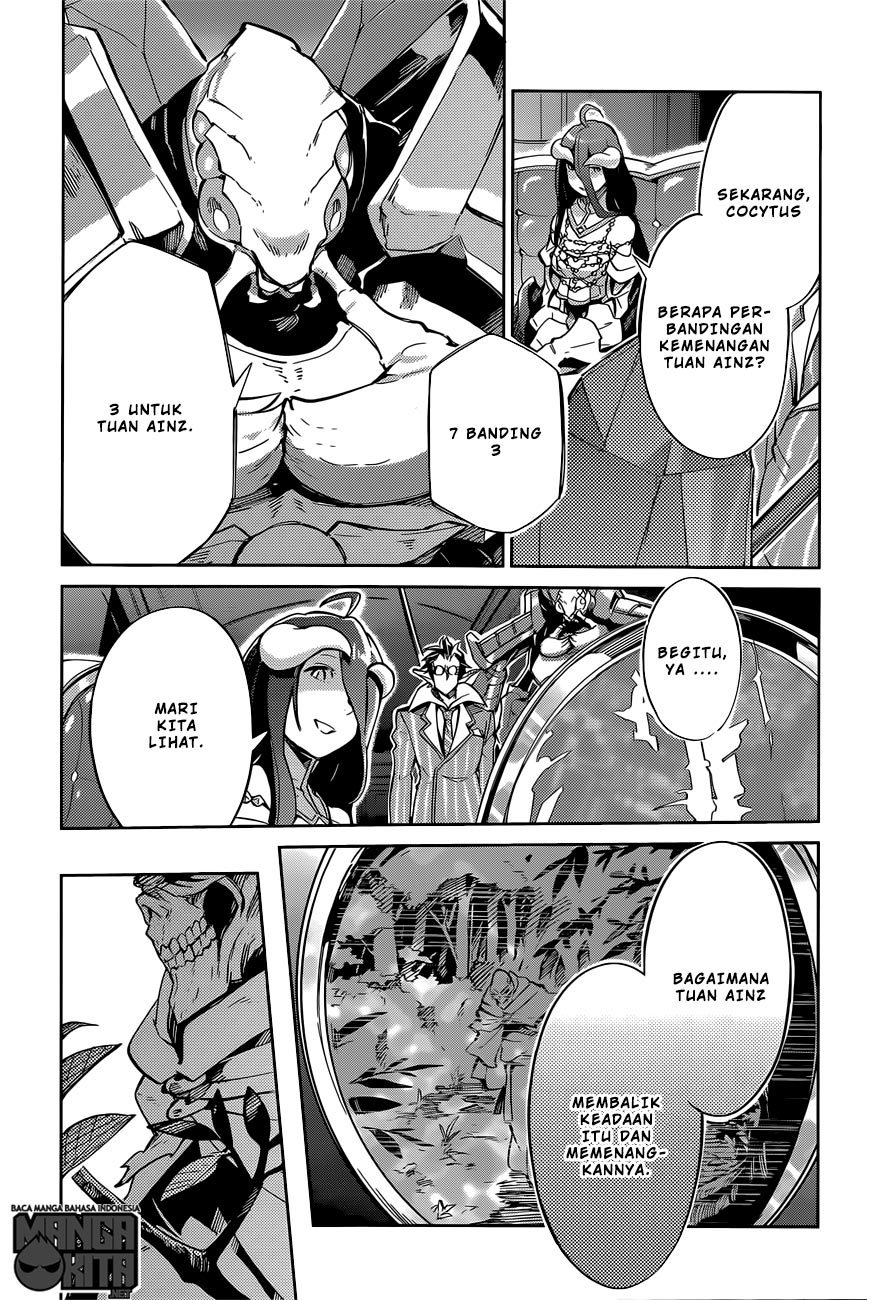 SEKARANG,
COCYTUS
BERAPA PER-
BANDINGAN
KEMENANGAN
TUAN AINZ?
7 BANDING
3
3 UNTUK
TUAN AINZ.
BEGITU,
YA ....
MARI
KITA
LIHAT.
BAGAIMANA
TUAN AINZ
MEMBALIK
KEADAAN
ITU DAN
MEMENANG-
KANNYA.
BACA MANGA BAHASA INDONESIA
MANGA
KITA
.NET